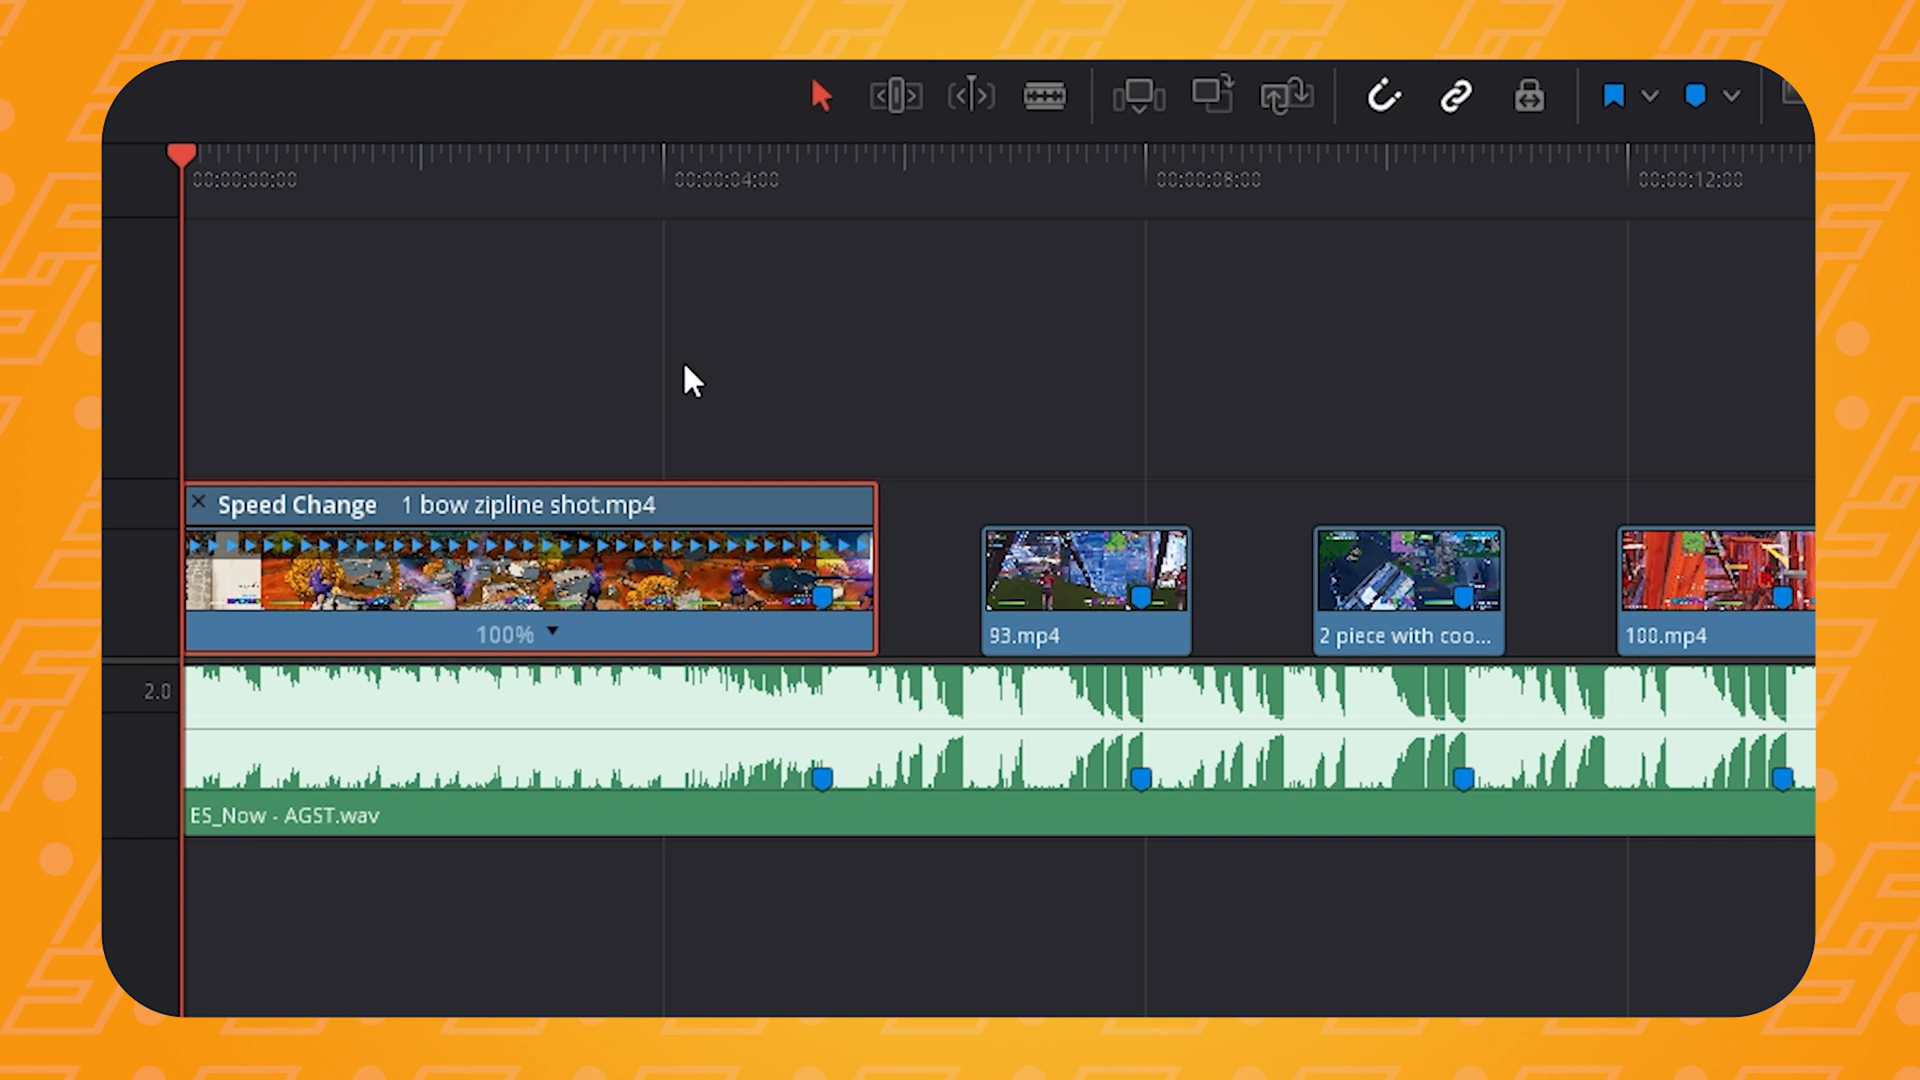 00:00:00:00
00:00:04:00
00:00:08:00
00:00:12:00
Speed Change 1 bow zipline shot.mp4
100%
93.mp4
2 piece with coo...
100.mp4
2.0
ES_Now - AGST.wav